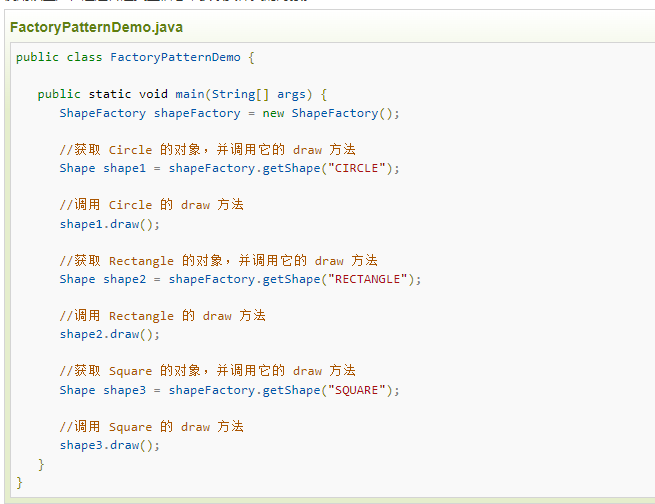 FactoryPatternDemo.java
public class FactoryPatternDemo {
public static void main(String[] args) {
ShapeFactory shapeFactory = new ShapeFactory();
//获取 Circle 的对象，并调用它的 draw 方法
Shape shape1 = shapeFactory.getShape("CIRCLE");
//调用 Circle 的 draw 方法
shape1.draw();
//获取 Rectangle 的对象，并调用它的 draw 方法
Shape shape2 = shapeFactory.getShape("RECTANGLE");
//调用 Rectangle 的 draw 方法
shape2.draw();
//获取 Square 的对象，并调用它的 draw 方法
Shape shape3 = shapeFactory.getShape("SQUARE");
//调用 Square 的 draw 方法
shape3.draw();
}
}